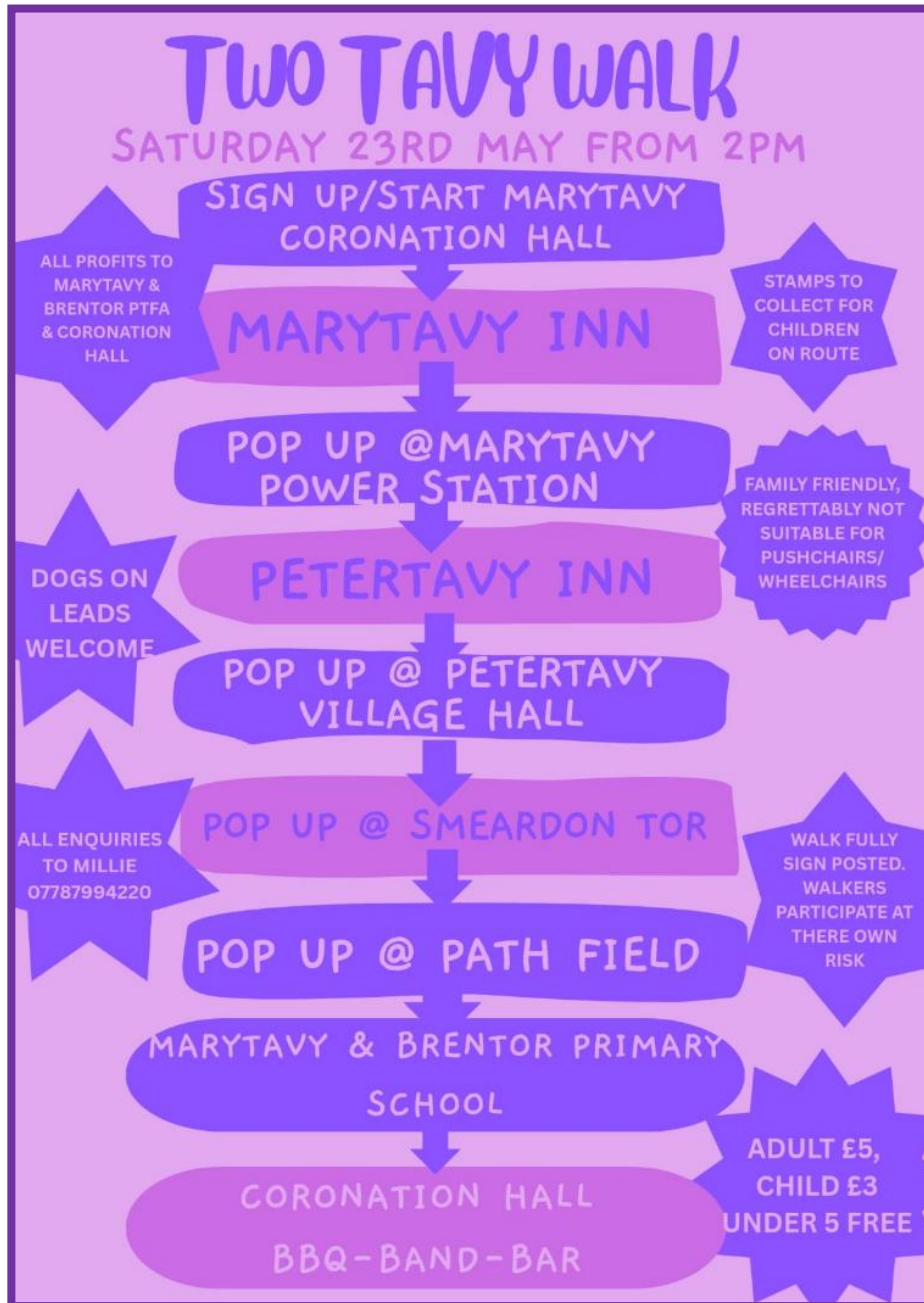 TWO TAVY WALK
SATURDAY 23RD MAY FROM 2PM
SIGN UP/START MARYTAVY
CORONATION HALL
ALL PROFITS TO
MARYTAVY &
BRENTOR PTFA
& CORONATION
HALL
STAMPS TO
COLLECT FOR
CHILDREN
ON ROUTE
MARYTAVY INN
POP UP @MARYTAVY
POWER STATION
FAMILY FRIENDLY,
REGRETTABLY NOT
SUITABLE FOR
PUSHCHAIRS/
WHEELCHAIRS
PETERTAVY INN
DOGS ON
LEADS
WELCOME
POP UP @ PETERTAVY
VILLAGE HALL
POP UP @ SMEARDON TOR
ALL ENQUIRIES
TO MILLIE
07787994220
WALK FULLY
SIGN POSTED.
WALKERS
PARTICIPATE AT
THERE OWN
RISK
POP UP @ PATH FIELD
MARYTAVY & BRENTOR PRIMARY
SCHOOL
ADULT £5,
CHILD £3
UNDER 5 FREE
CORONATION HALL
BBQ-BAND-BAR